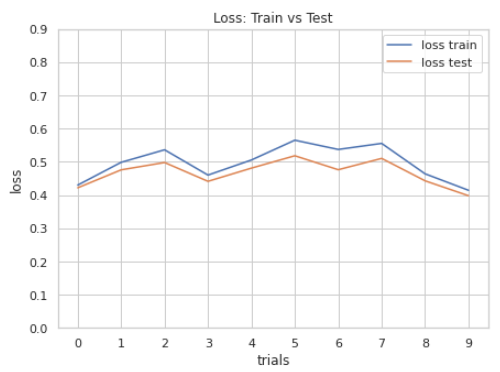 Loss: Train vs Test
loss train
loss test
loss
0.9
0.8
0.7
0.6
0.5
0.4
0.3
0.2
0.1
0.0
0 1 2 3 4 5 6 7 8 9
trials